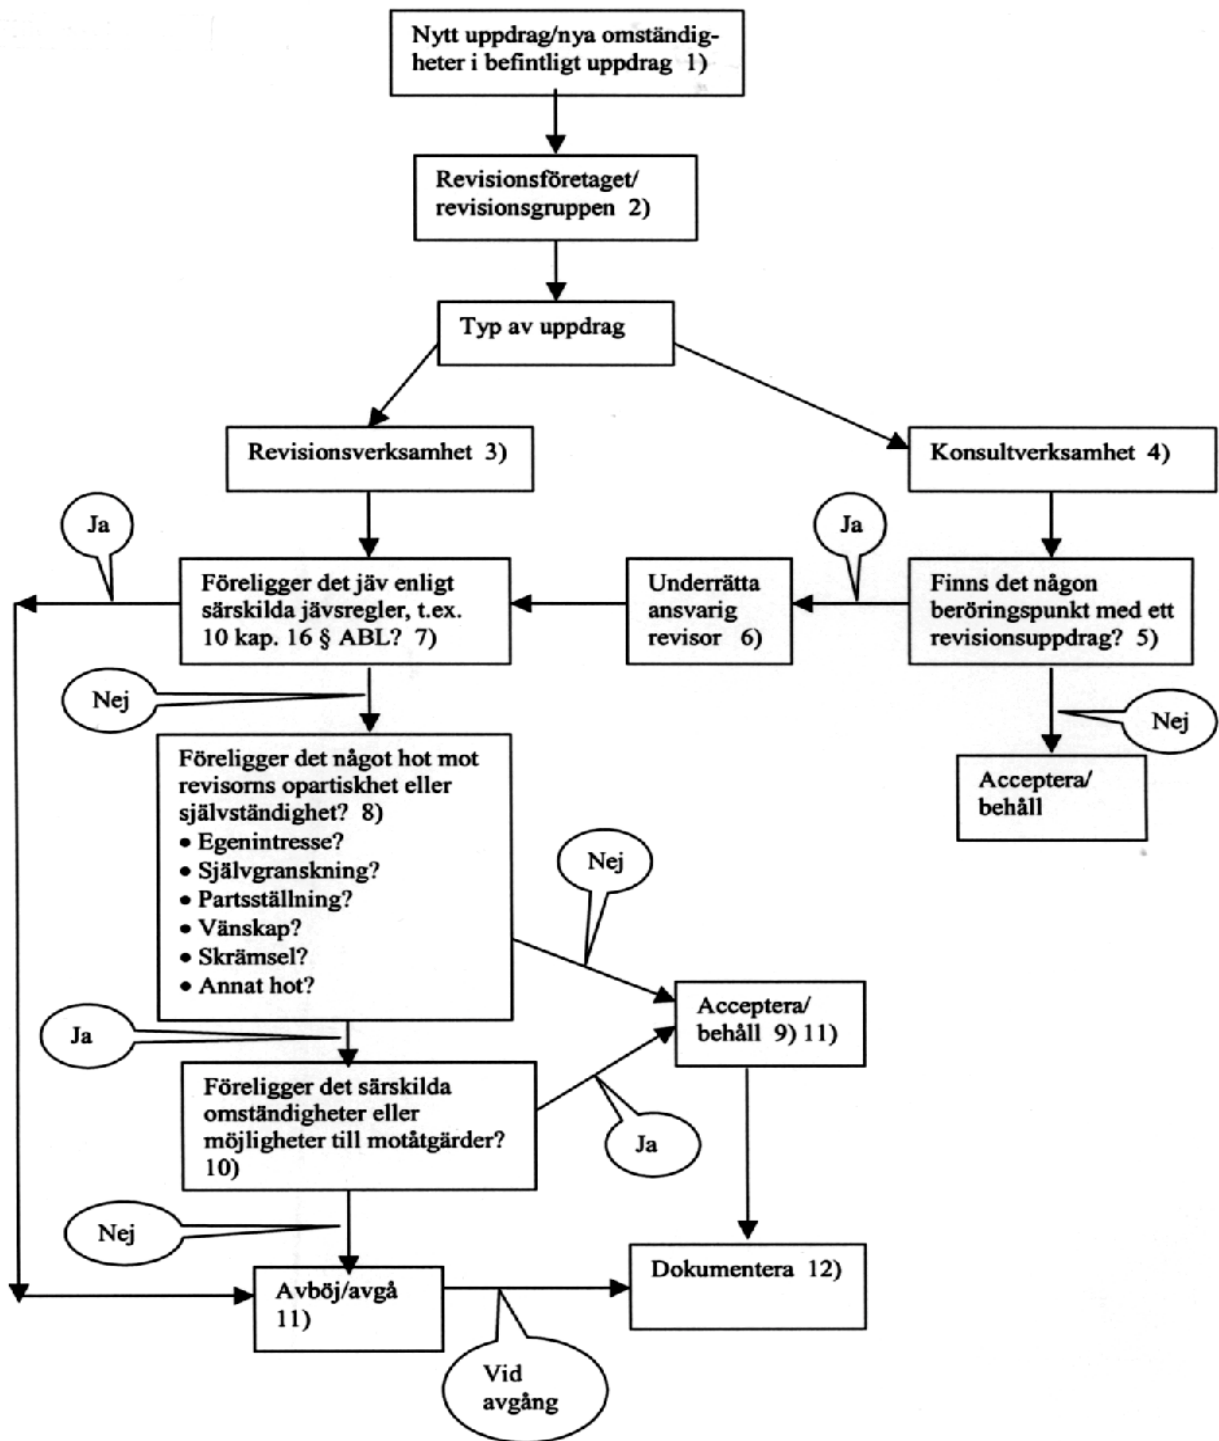 Nytt uppdrag/nya omständig-
heter i befintligt uppdrag 1)
Revisionsföretaget/
revisionsgruppen 2)
Typ av uppdrag
Revisionsverksamhet 3)
Konsultverksamhet 4)
Ja
Ja
Föreligger det jäv enligt
särskilda jävsregler, t.ex.
10 kap. 16 § ABL? 7)
Underrätta
ansvarig
revisor 6)
Finns det någon
beröringspunkt med ett
revisionsuppdrag? 5)
Nej
Nej
Föreligger det något hot mot
revisorns opartiskhet eller
självständighet? 8)
• Egenintresse?
• Självgranskning?
• Partsställning?
• Vänskap?
• Skrämsel?
• Annat hot?
Acceptera/
behåll
Nej
Ja
Acceptera/
behåll 9) 11)
Föreligger det särskilda
omständigheter eller
möjligheter till motåtgärder?
10)
Ja
Nej
Avböj/avgå
11)
Dokumentera 12)
Vid
avgång